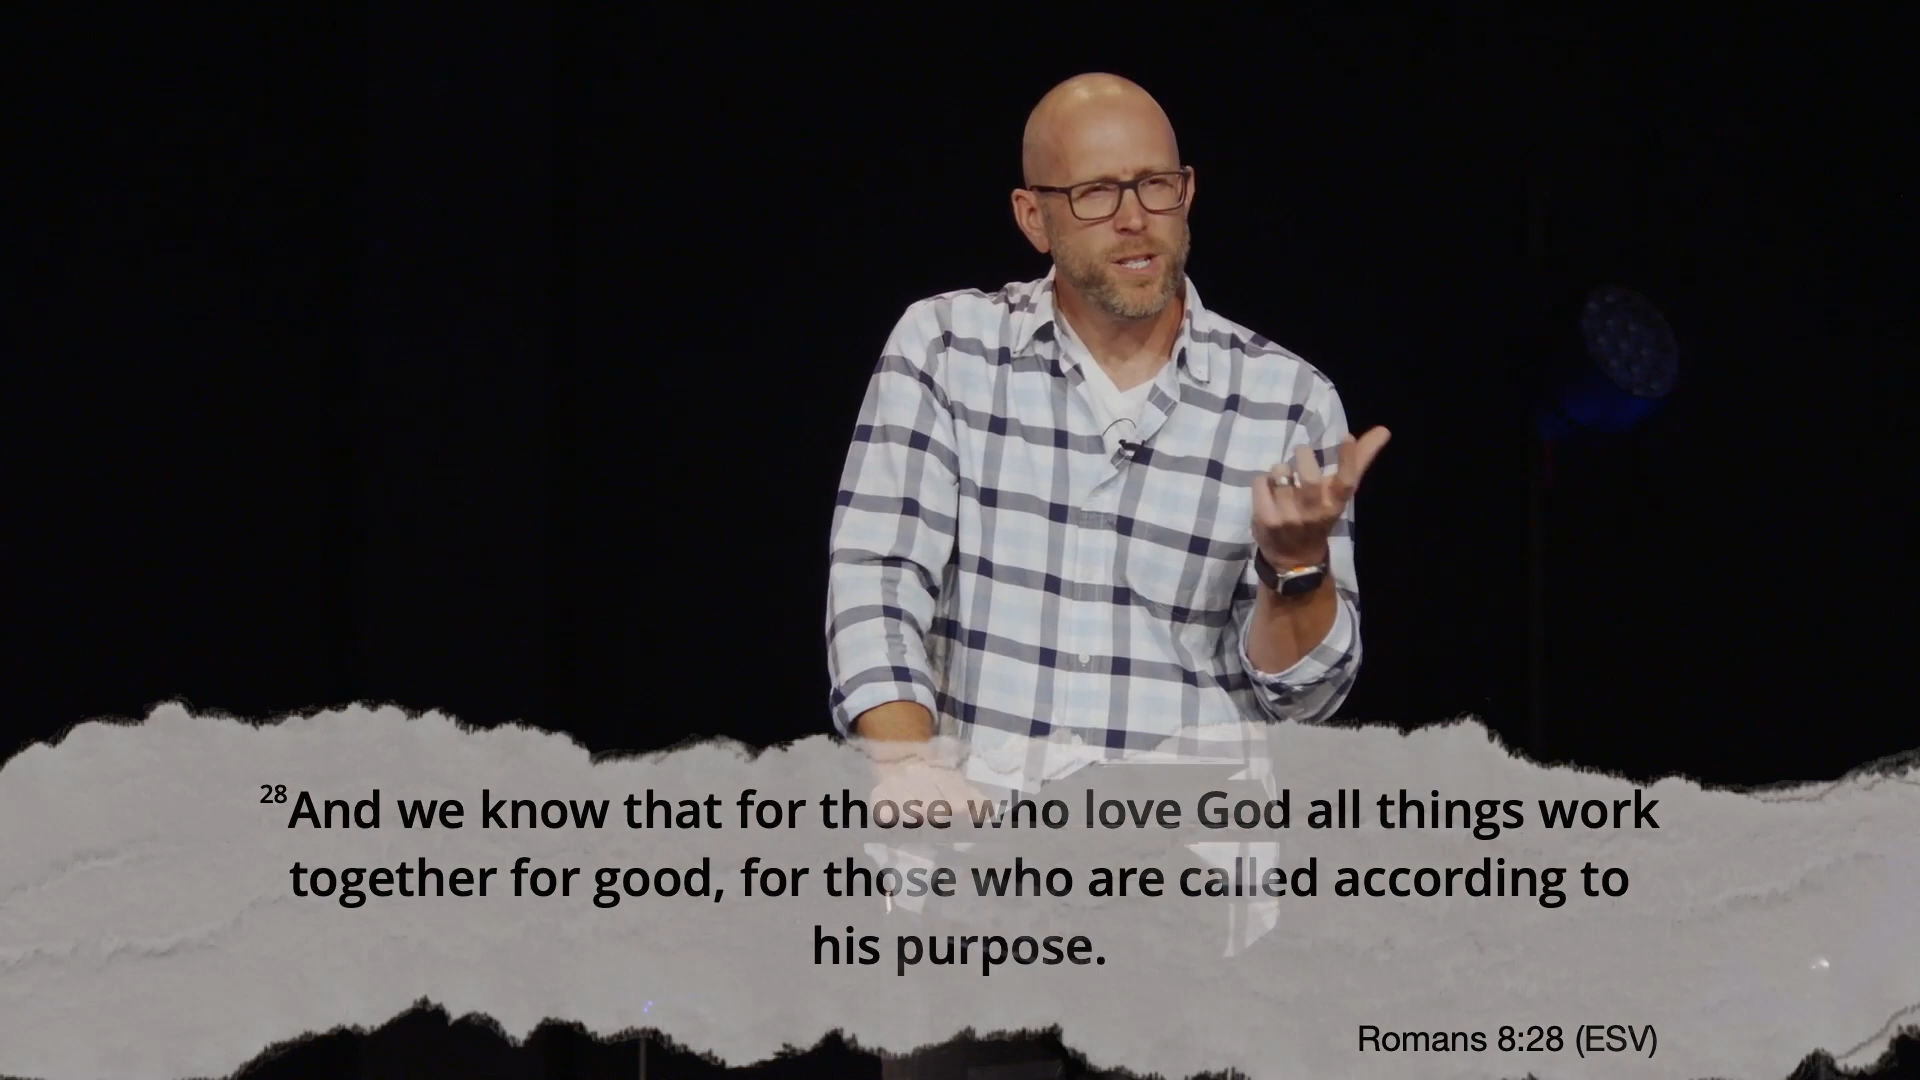 28And we know that for those who love God all things work
together for good, for those who are called according to
his purpose.
Romans 8:28 (ESV)